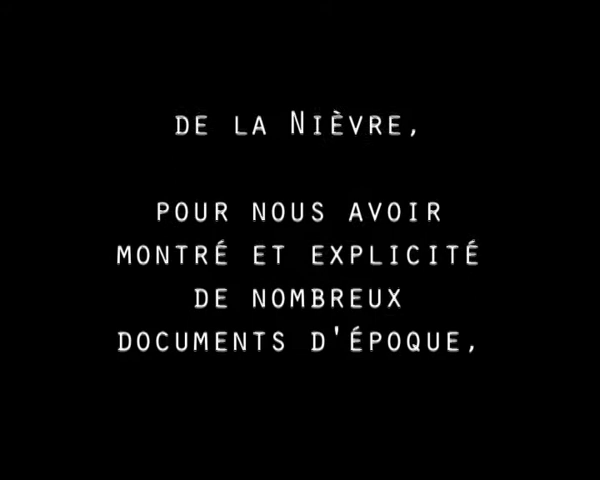 DE LA NIÈVRE,
POUR NOUS AVOIR
MONTRÉ ET EXPLICITÉ
DE NOMBREUX
DOCUMENTS D'ÉPOQUE,